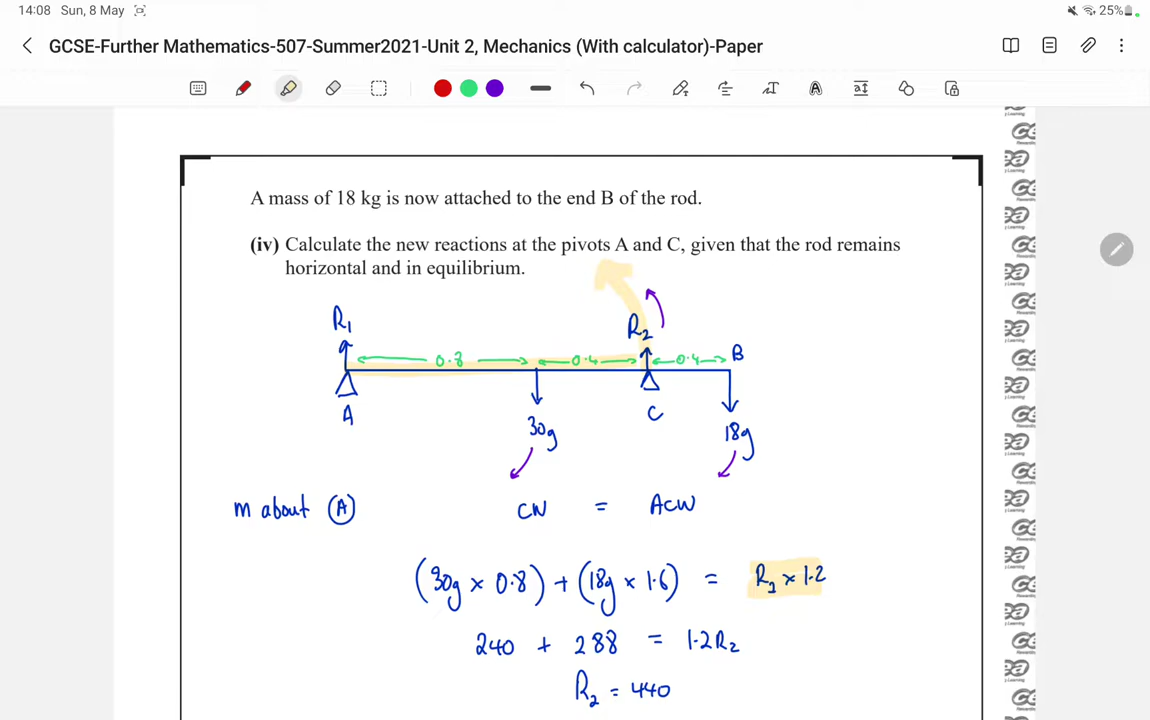 14:08 Sun, 8 May 25%
GCSE-Further Mathematics-507-Summer2021-Unit 2, Mechanics (With calculator)-Paper
A mass of 18 kg is now attached to the end B of the rod.
(iv) Calculate the new reactions at the pivots A and C, given that the rod remains
horizontal and in equilibrium.
R₁ R₂
0.8 0.4 0.4 B
A C
30g 18g
m about (A) CW = ACW
(30g × 0.8) + (18g × 1.6) = R₂ × 1.2
240 + 288 = 1.2R₂
R₂ = 440